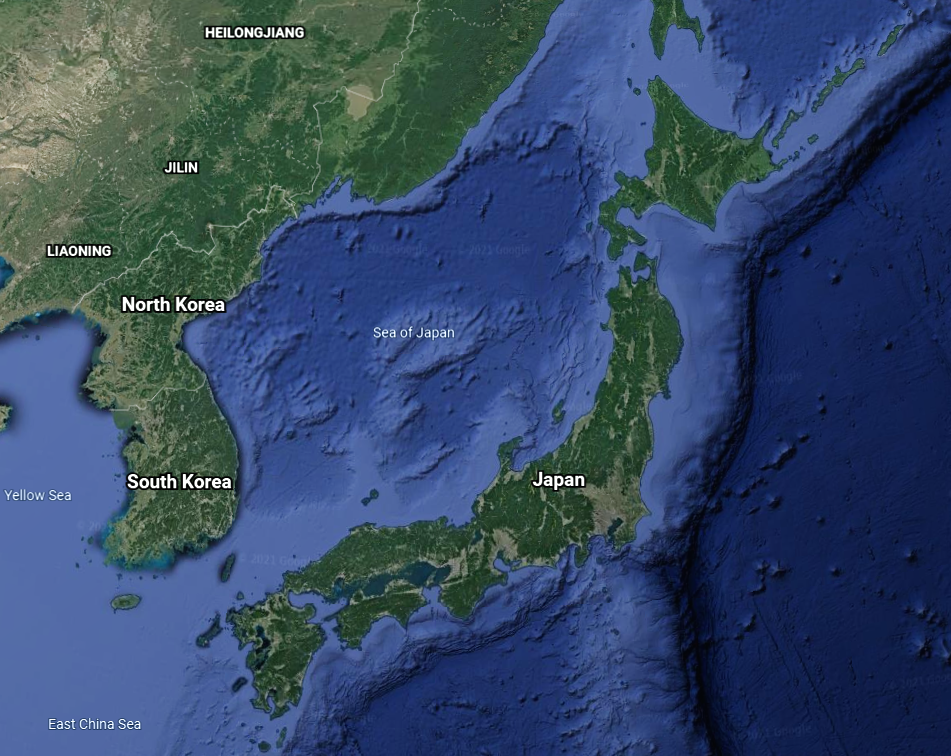 HEILONGJIANG
JILIN
LIAONING
North Korea
Sea of Japan
South Korea
Japan
Yellow Sea
East China Sea